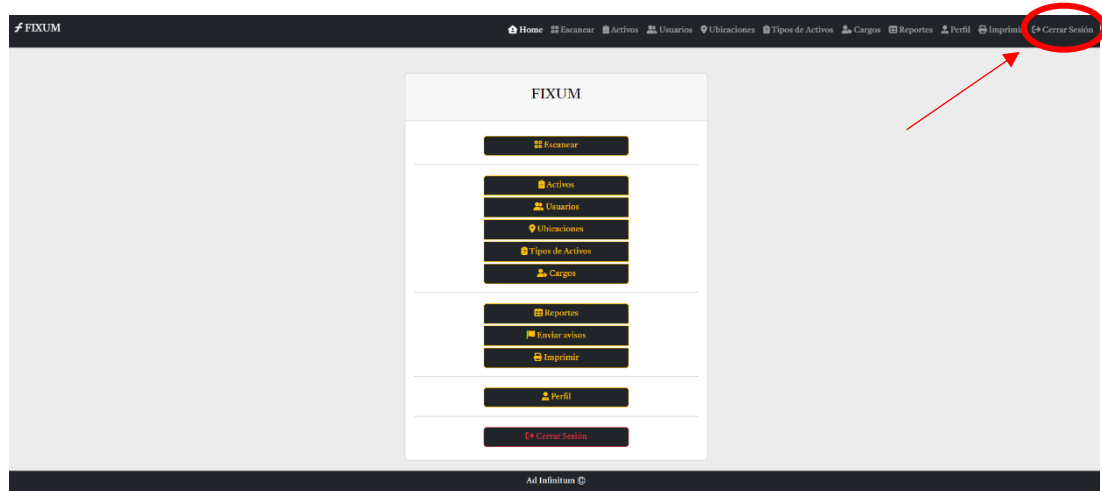 FIXUM Home Escanear Activos Usuarios Ubicaciones Tipos de Activos Cargos Reportes Perfil Imprimir Cerrar Sesión
FIXUM
Escanear
Activos
Usuarios
Ubicaciones
Tipos de Activos
Cargos
Reportes
Enviar avisos
Imprimir
Perfil
Cerrar Sesión
Ad Infinitum ©